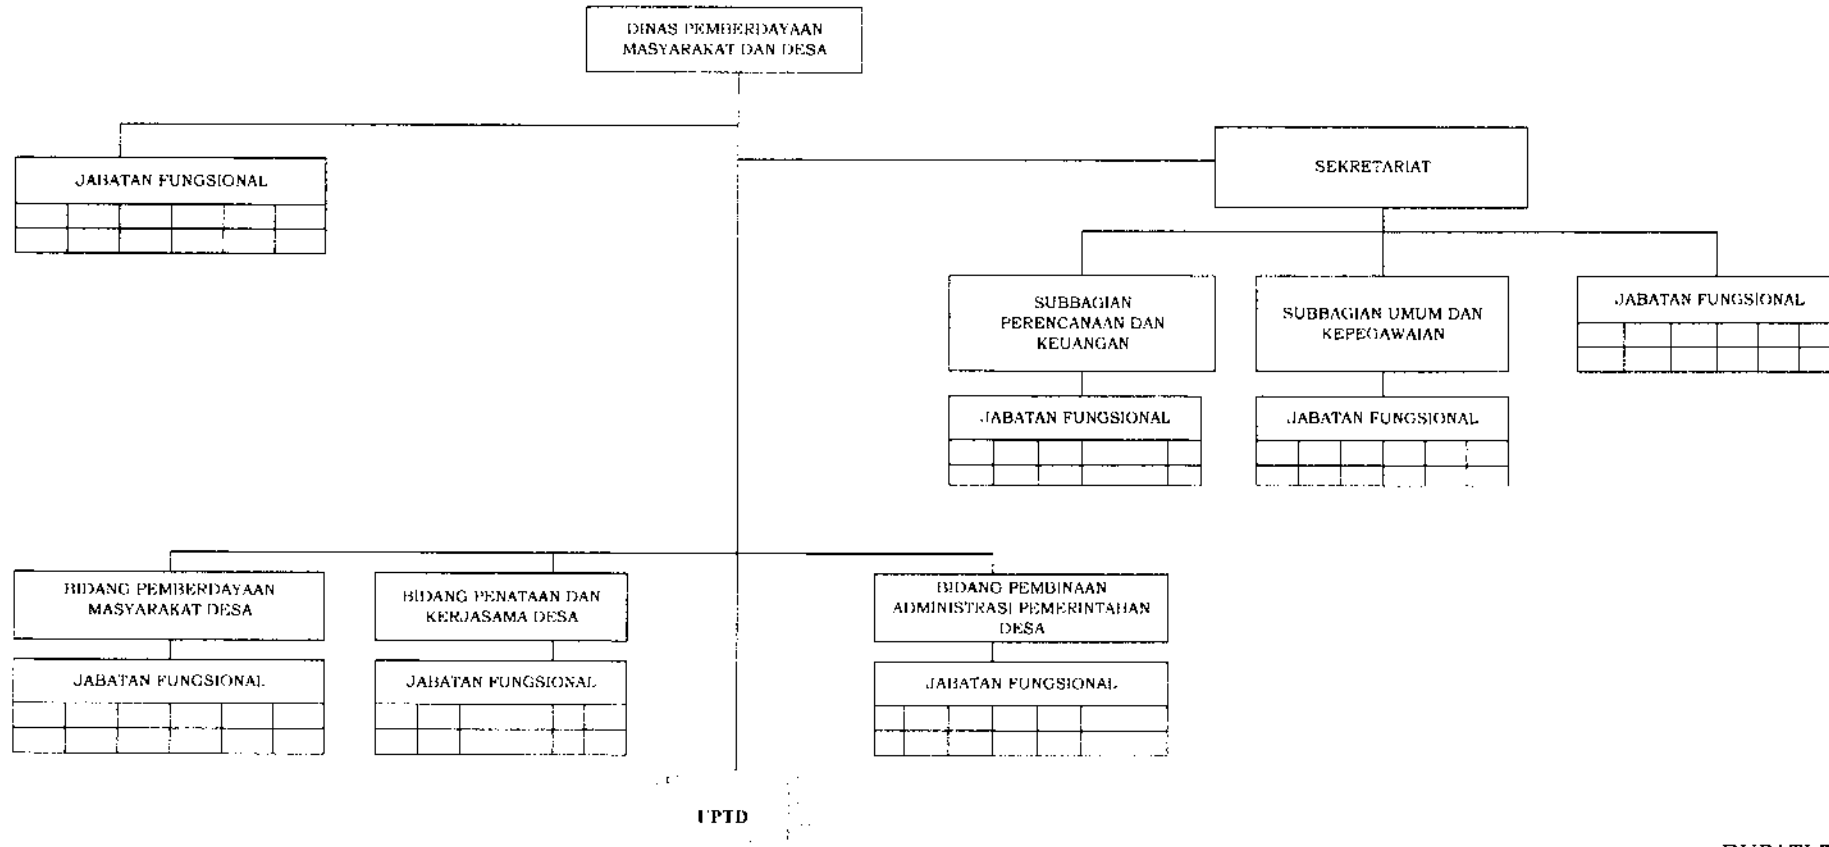 DINAS PEMBERDAYAAN
MASYARAKAT DAN DESA
JABATAN FUNGSIONAL
SEKRETARIAT
SUBBAGIAN
PERENCANAAN DAN
KEUANGAN
JABATAN FUNGSIONAL
SUBBAGIAN UMUM DAN
KEPEGAWAIAN
JABATAN FUNGSIONAL
JABATAN FUNGSIONAL
BIDANG PEMBERDAYAAN
MASYARAKAT DESA
JABATAN FUNGSIONAL
BIDANG PENATAAN DAN
KERJASAMA DESA
JABATAN FUNGSIONAL
BIDANG PEMBINAAN
ADMINISTRASI PEMERINTAHAN
DESA
JABATAN FUNGSIONAL
UPTD